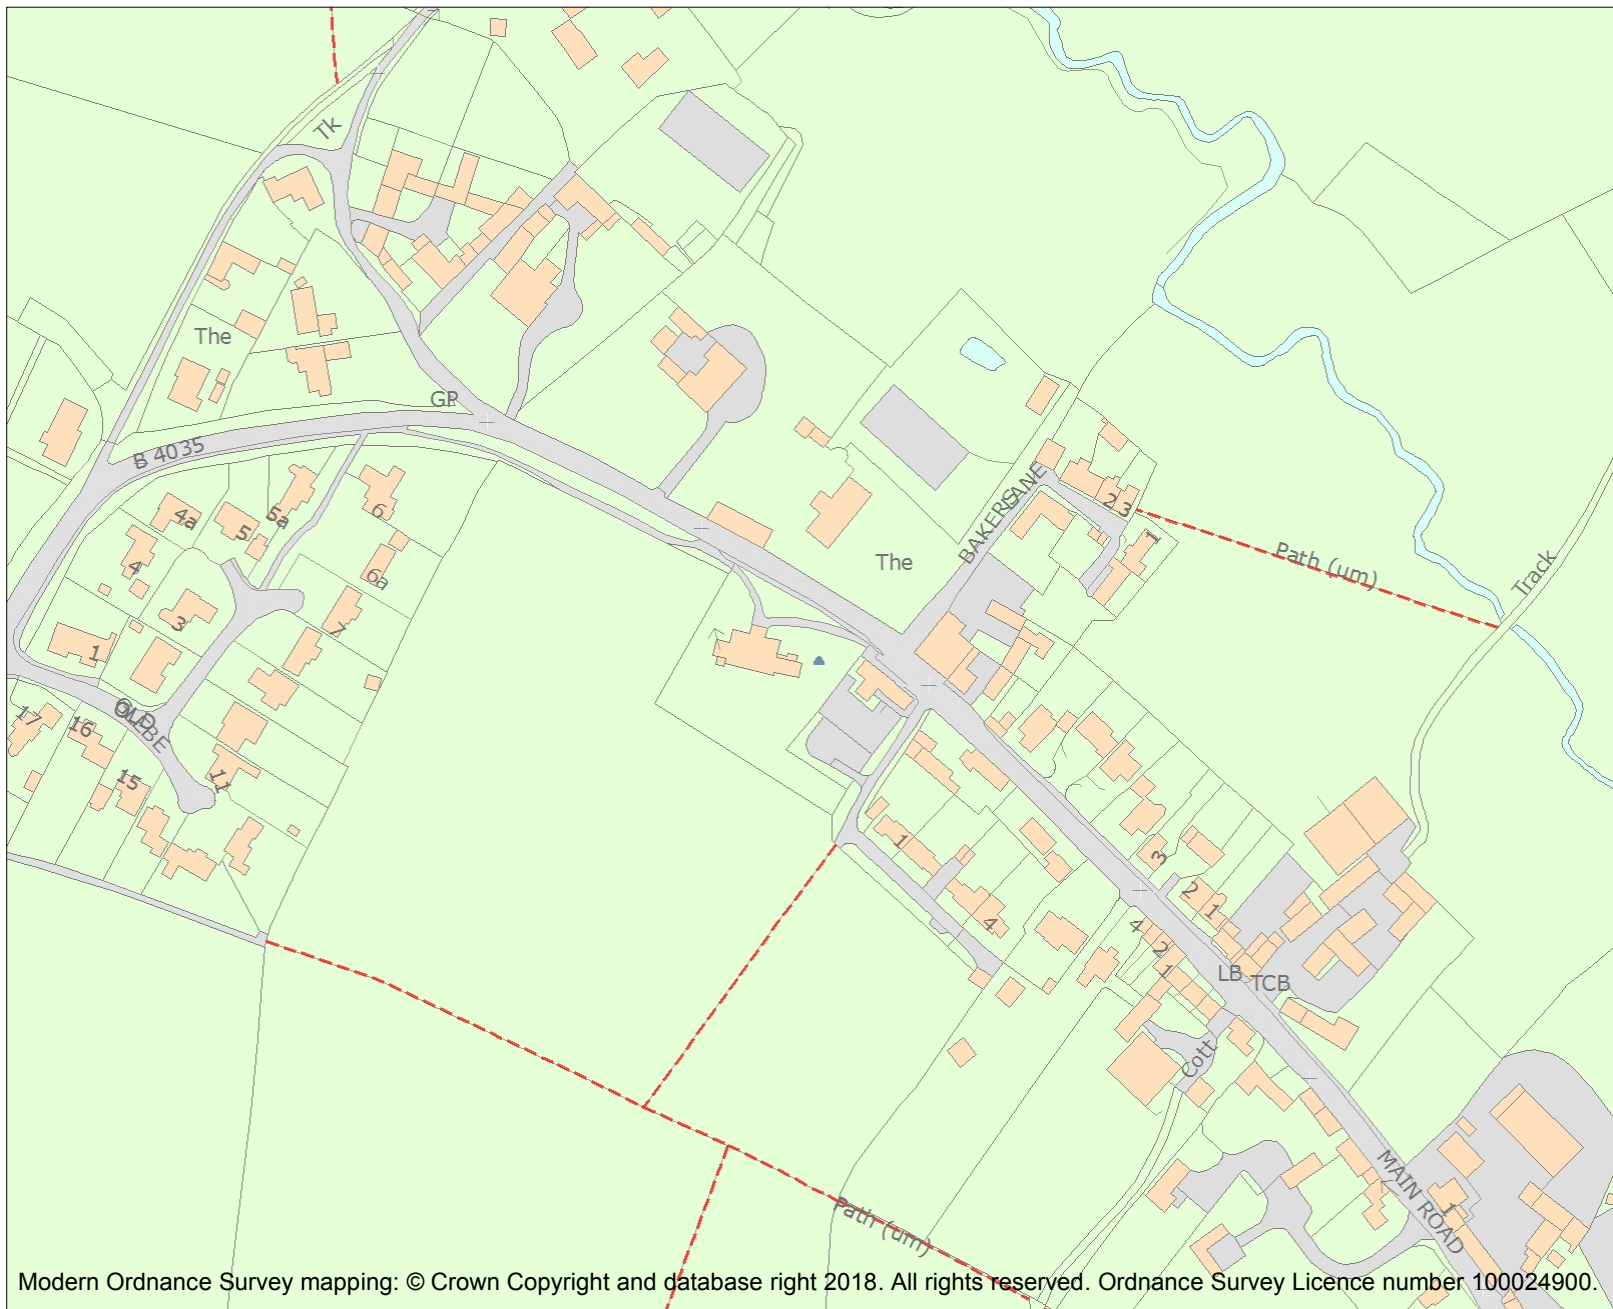 Tk
The
GP
B 4035
4a
5
5a
6
6a
4
3
7
1
17
16
15
11
OLD
BAKERS LANE
2
3
1
The
Path (um)
Track
1
4
3
2
1
4
2
1
LB
TCB
Cott
MAIN ROAD
1
Path (um)
Modern Ordnance Survey mapping: © Crown Copyright and database right 2018. All rights reserved. Ordnance Survey Licence number 100024900.